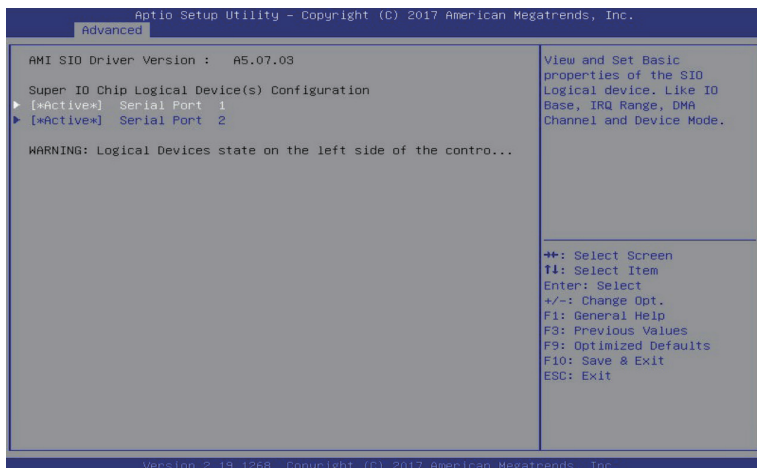 Aptio Setup Utility – Copyright (C) 2017 American Megatrends, Inc.
Advanced
AMI SIO Driver Version : A5.07.03
Super IO Chip Logical Device(s) Configuration
[*Active*] Serial Port 1
[*Active*] Serial Port 2
WARNING: Logical Devices state on the left side of the contro...
View and Set Basic
properties of the SIO
Logical device. Like IO
Base, IRQ Range, DMA
Channel and Device Mode.
→←: Select Screen
↑↓: Select Item
Enter: Select
+/-: Change Opt.
F1: General Help
F3: Previous Values
F9: Optimized Defaults
F10: Save & Exit
ESC: Exit
Version 2.19.1268. Copyright (C) 2017 American Megatrends, Inc.